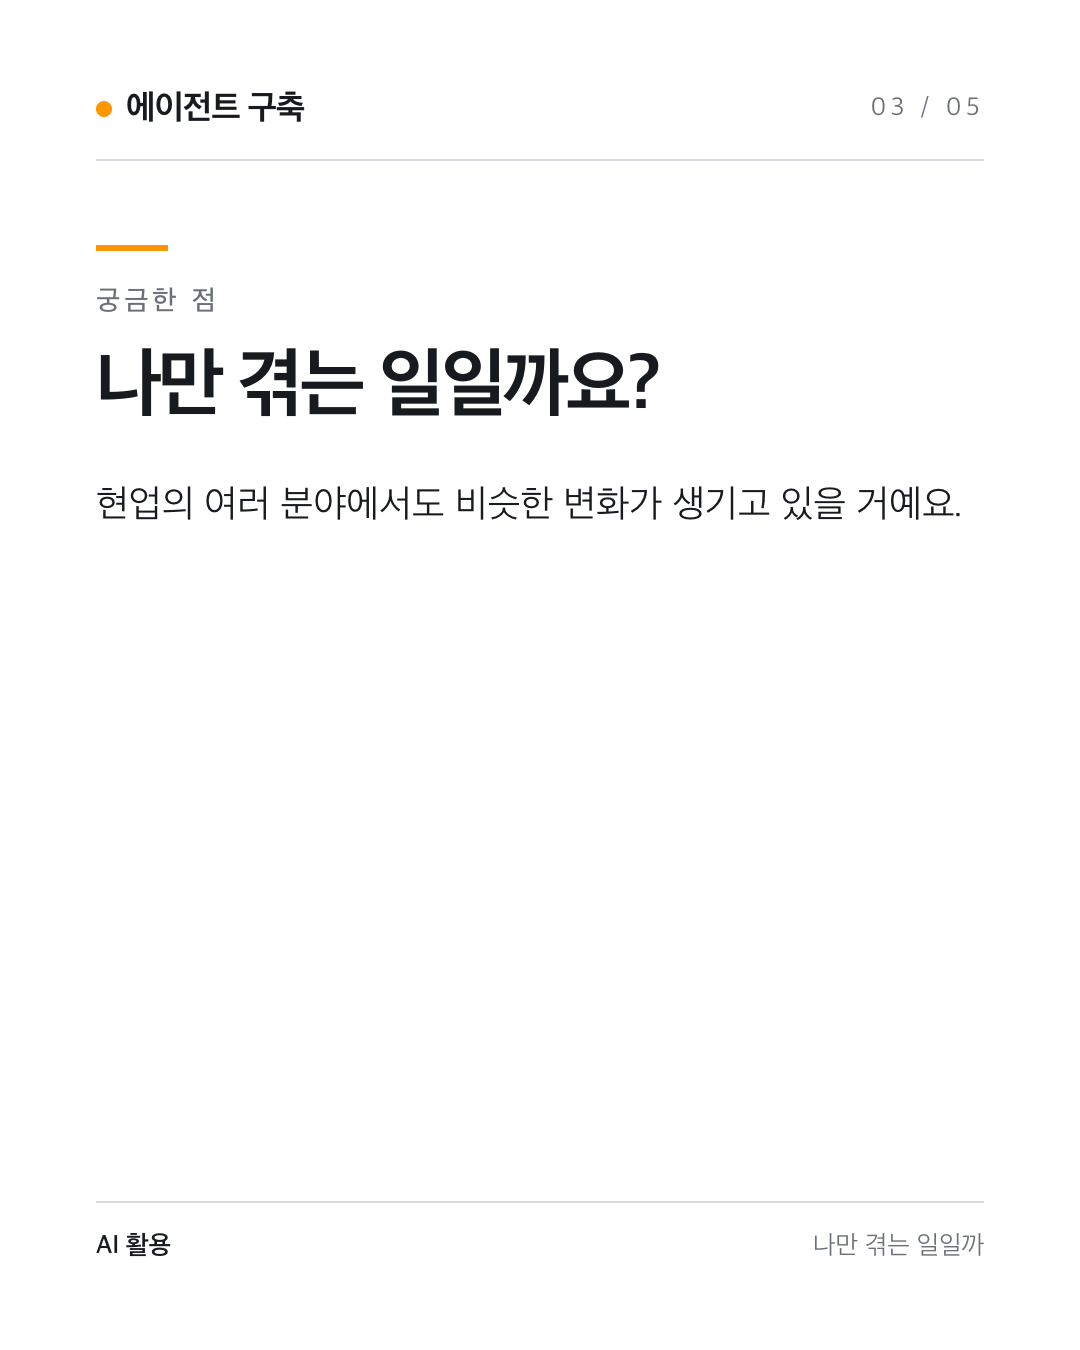 에이전트 구축
03 / 05
궁금한 점
나만 겪는 일일까요?
현업의 여러 분야에서도 비슷한 변화가 생기고 있을 거예요.
AI 활용
나만 겪는 일일까